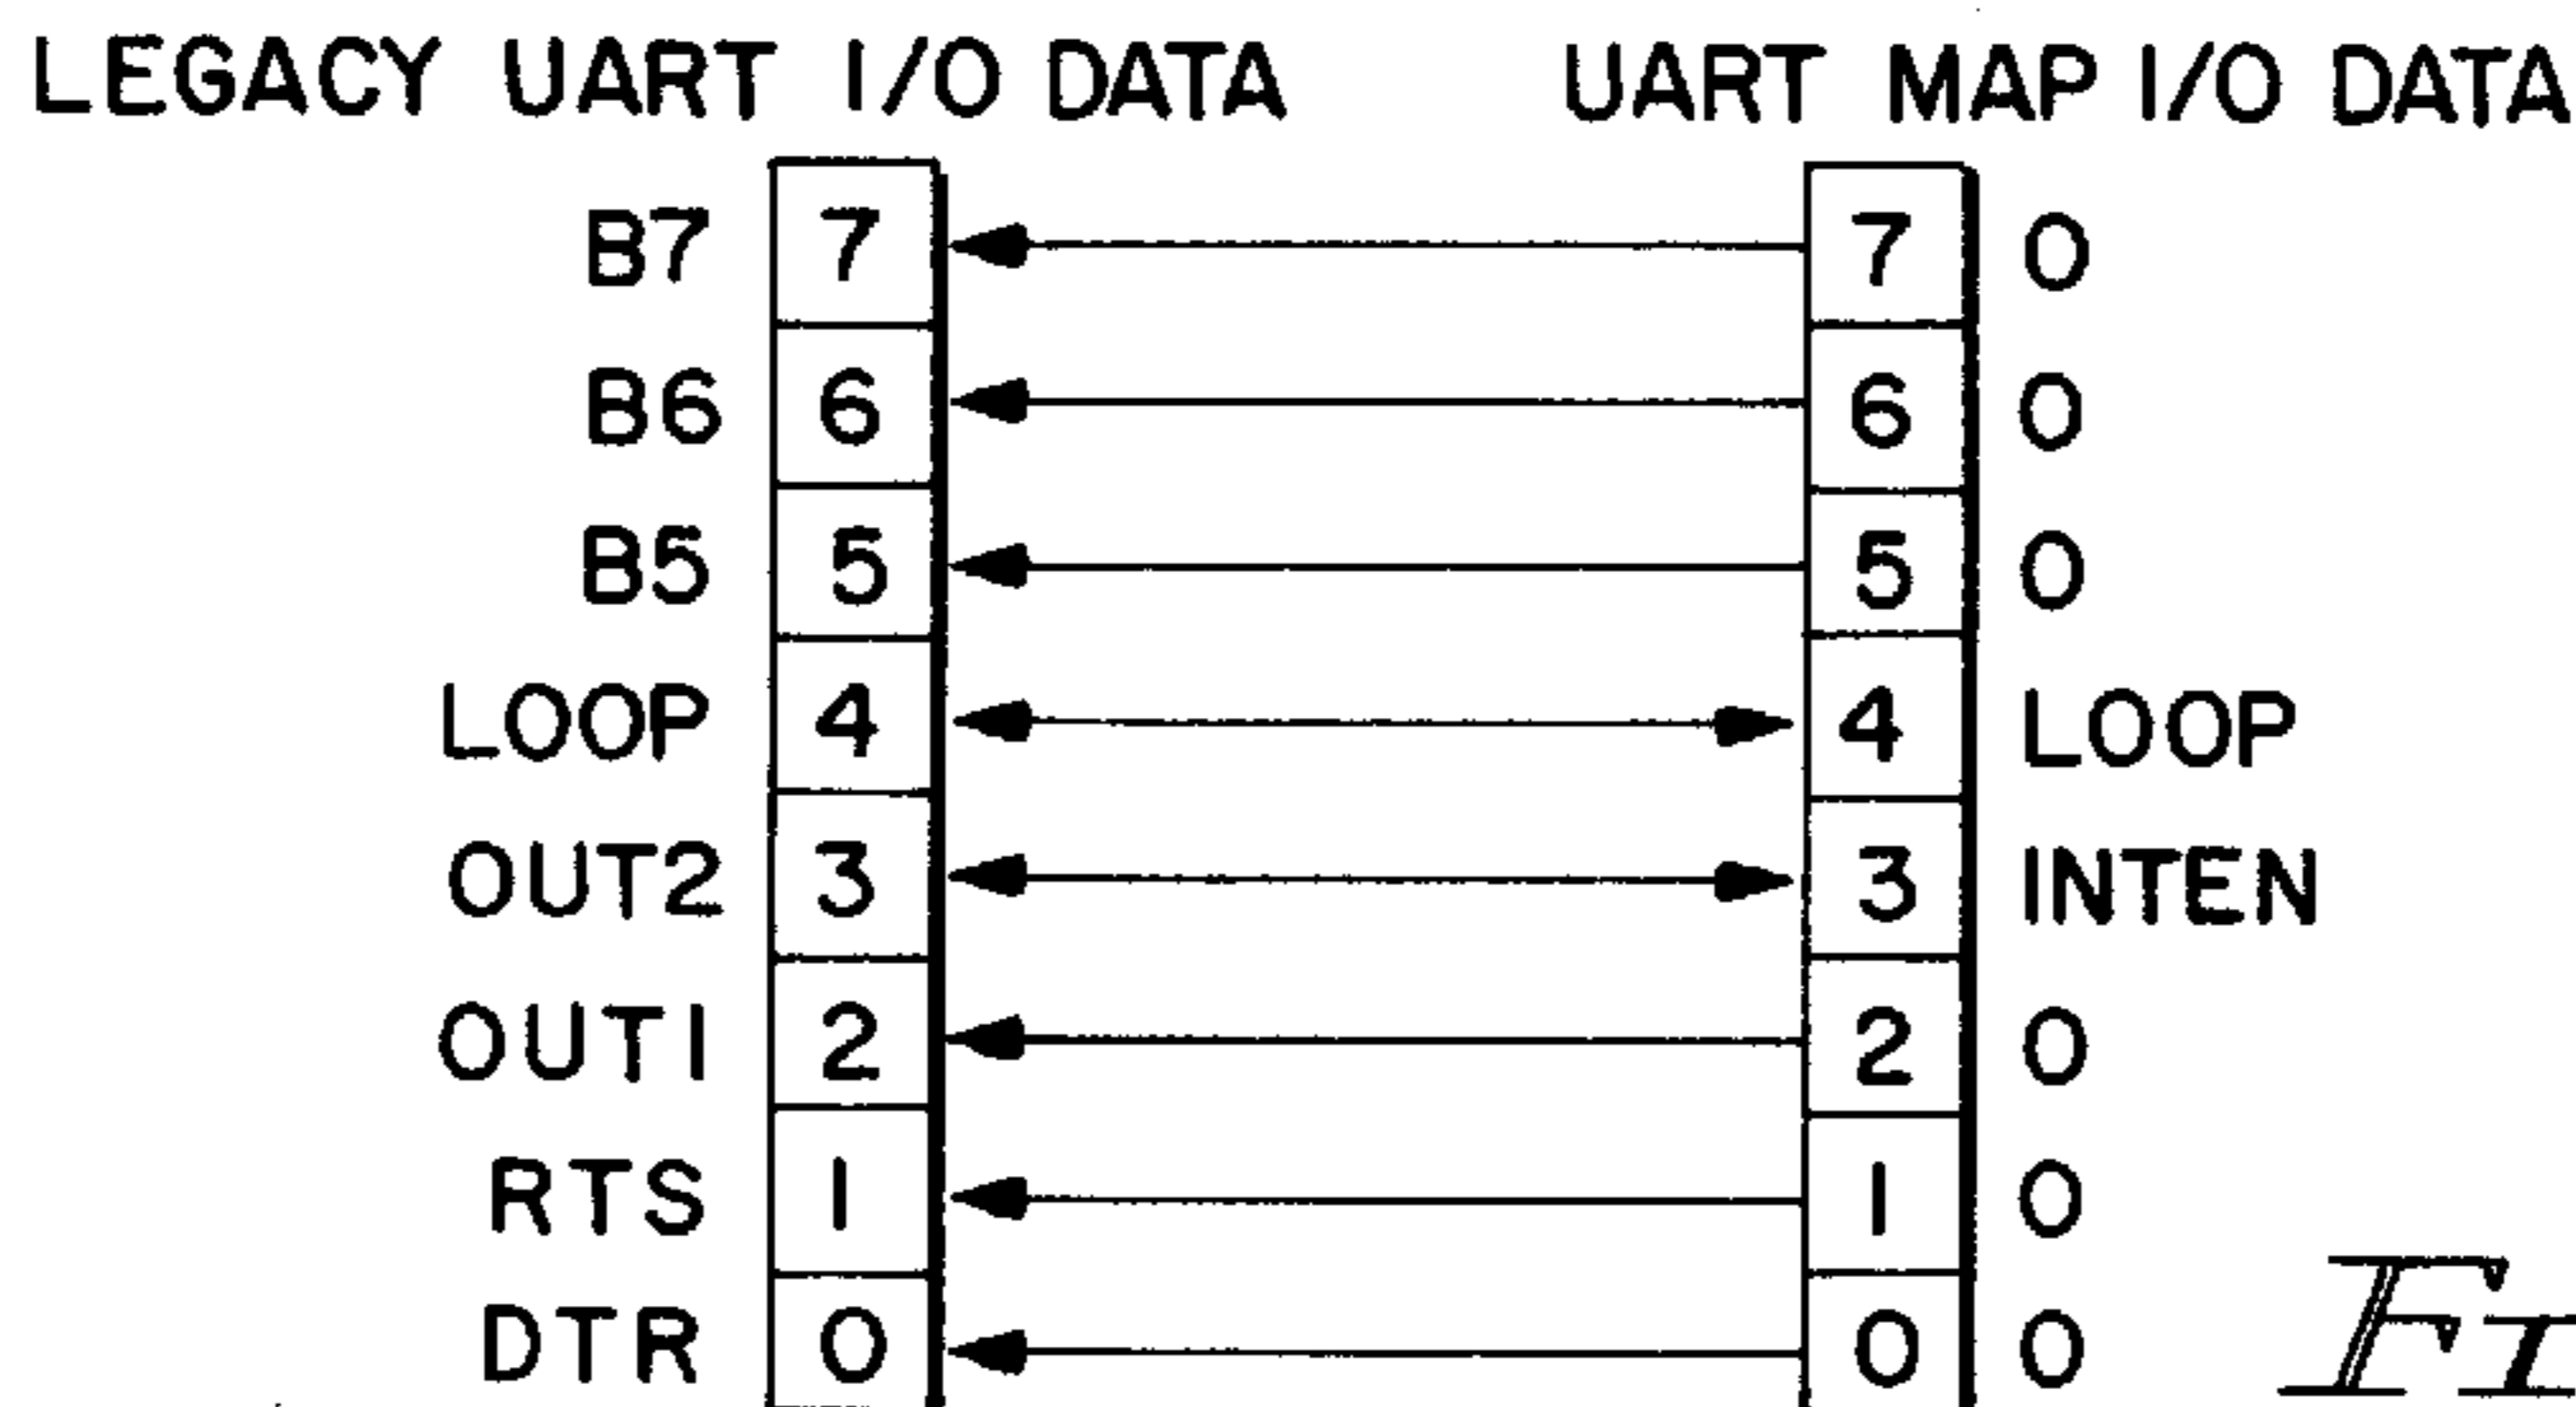 LEGACY UART I/O DATA UART MAP I/O DATA
B7 7 7 0
B6 6 6 0
B5 5 5 0
LOOP 4 4 LOOP
OUT2 3 3 INTEN
OUT1 2 2 0
RTS 1 1 0
DTR 0 0 0